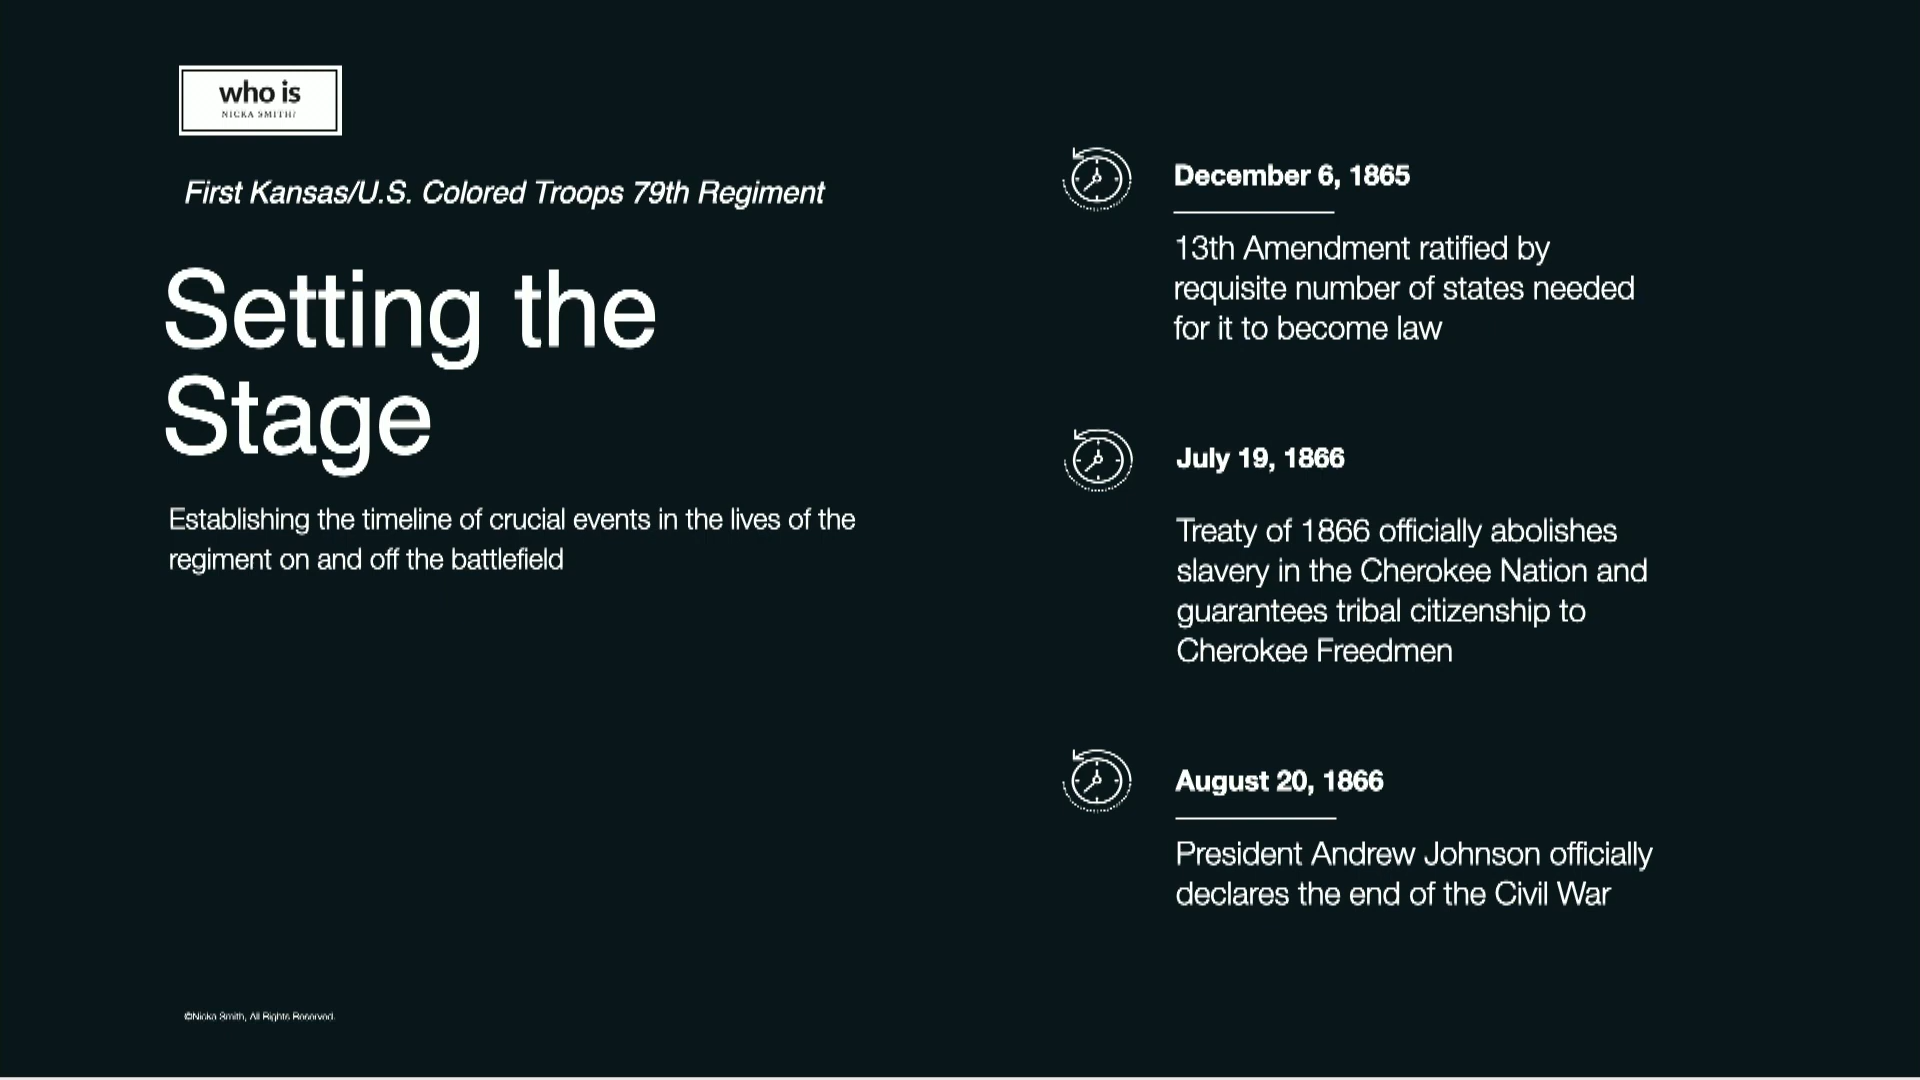 who is
NICKA SMITH?
First Kansas/U.S. Colored Troops 79th Regiment
Setting the
Stage
Establishing the timeline of crucial events in the lives of the
regiment on and off the battlefield
December 6, 1865
13th Amendment ratified by
requisite number of states needed
for it to become law
July 19, 1866
Treaty of 1866 officially abolishes
slavery in the Cherokee Nation and
guarantees tribal citizenship to
Cherokee Freedmen
August 20, 1866
President Andrew Johnson officially
declares the end of the Civil War
©Nicka Smith, All Rights Reserved.